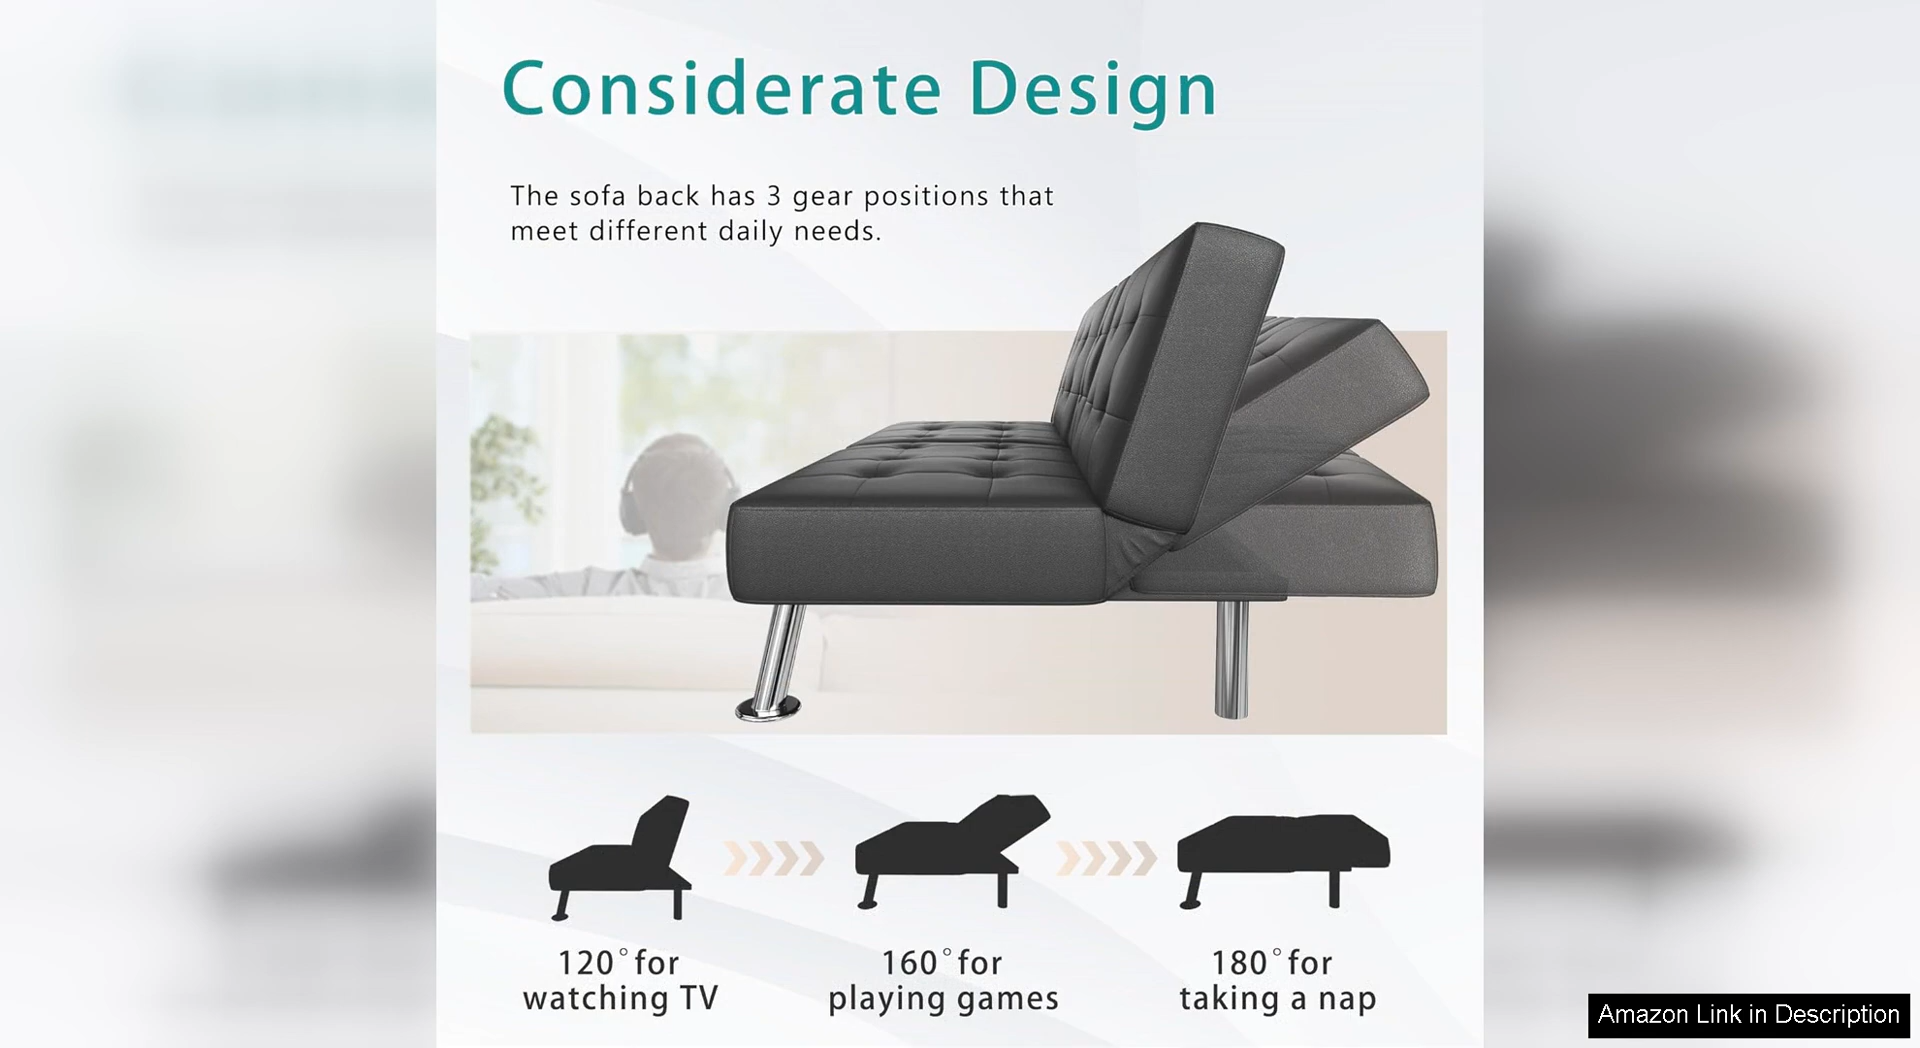 Considerate Design
The sofa back has 3 gear positions that
meet different daily needs.
120°for
watching TV
160°for
playing games
180°for
taking a nap
Amazon Link in Description